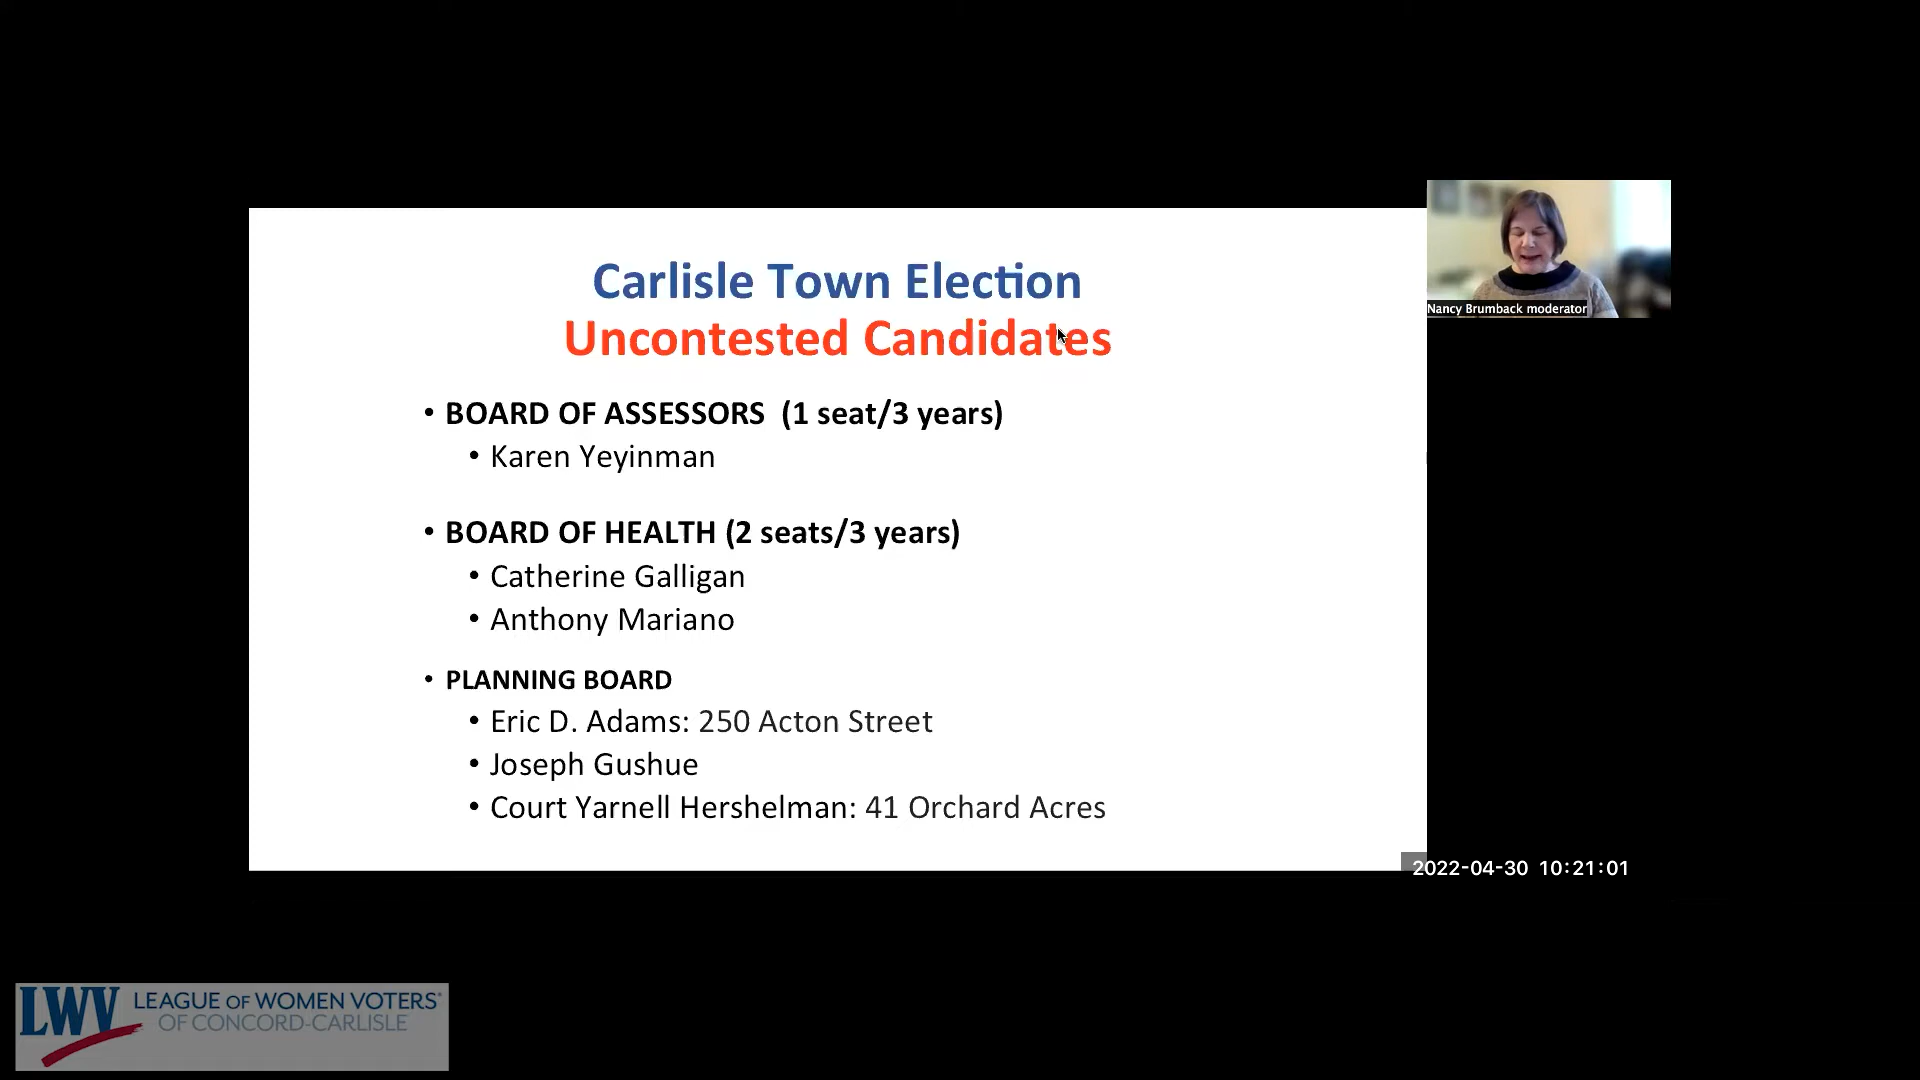 Carlisle Town Election
Uncontested Candidates
• BOARD OF ASSESSORS (1 seat/3 years)
• Karen Yeyinman
• BOARD OF HEALTH (2 seats/3 years)
• Catherine Galligan
• Anthony Mariano
• PLANNING BOARD
• Eric D. Adams: 250 Acton Street
• Joseph Gushue
• Court Yarnell Hershelman: 41 Orchard Acres
Nancy Brumback moderator
2022-04-30 10:21:01
LWV LEAGUE OF WOMEN VOTERS®
OF CONCORD-CARLISLE